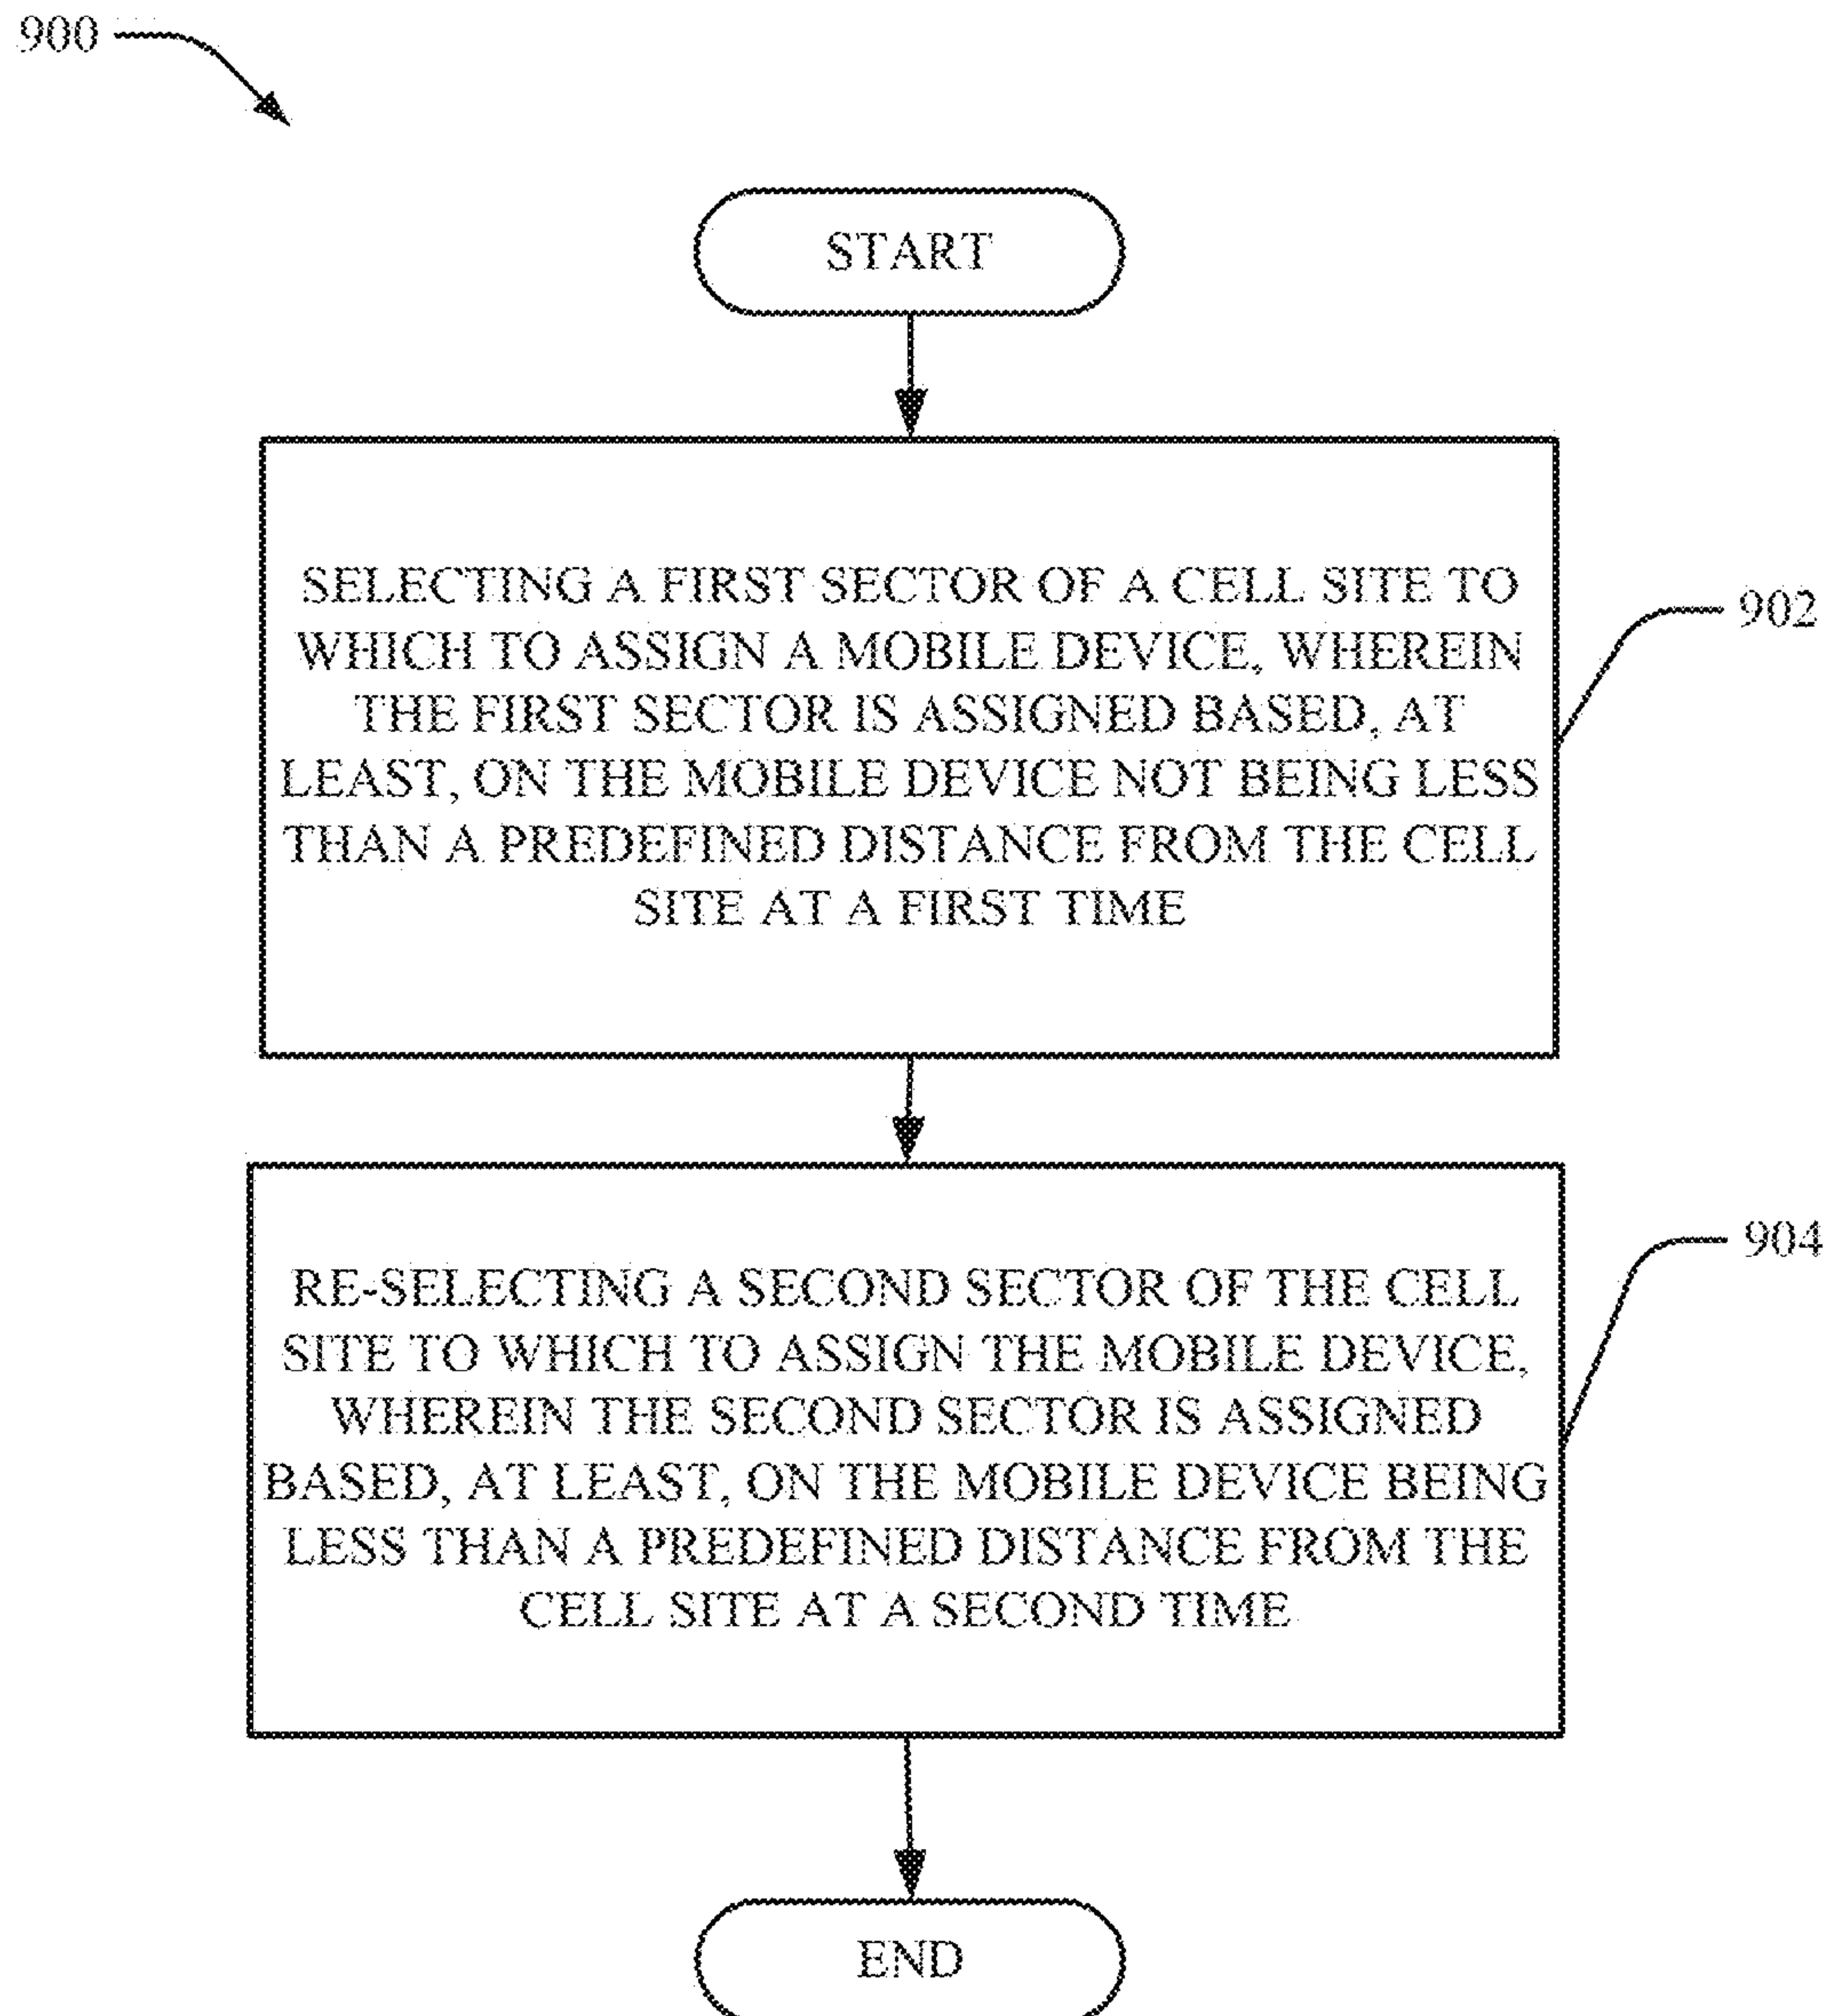 900
START
SELECTING A FIRST SECTOR OF A CELL SITE TO
WHICH TO ASSIGN A MOBILE DEVICE, WHEREIN
THE FIRST SECTOR IS ASSIGNED BASED, AT
LEAST, ON THE MOBILE DEVICE NOT BEING LESS
THAN A PREDEFINED DISTANCE FROM THE CELL
SITE AT A FIRST TIME
902
RE-SELECTING A SECOND SECTOR OF THE CELL
SITE TO WHICH TO ASSIGN THE MOBILE DEVICE,
WHEREIN THE SECOND SECTOR IS ASSIGNED
BASED, AT LEAST, ON THE MOBILE DEVICE BEING
LESS THAN A PREDEFINED DISTANCE FROM THE
CELL SITE AT A SECOND TIME
904
END